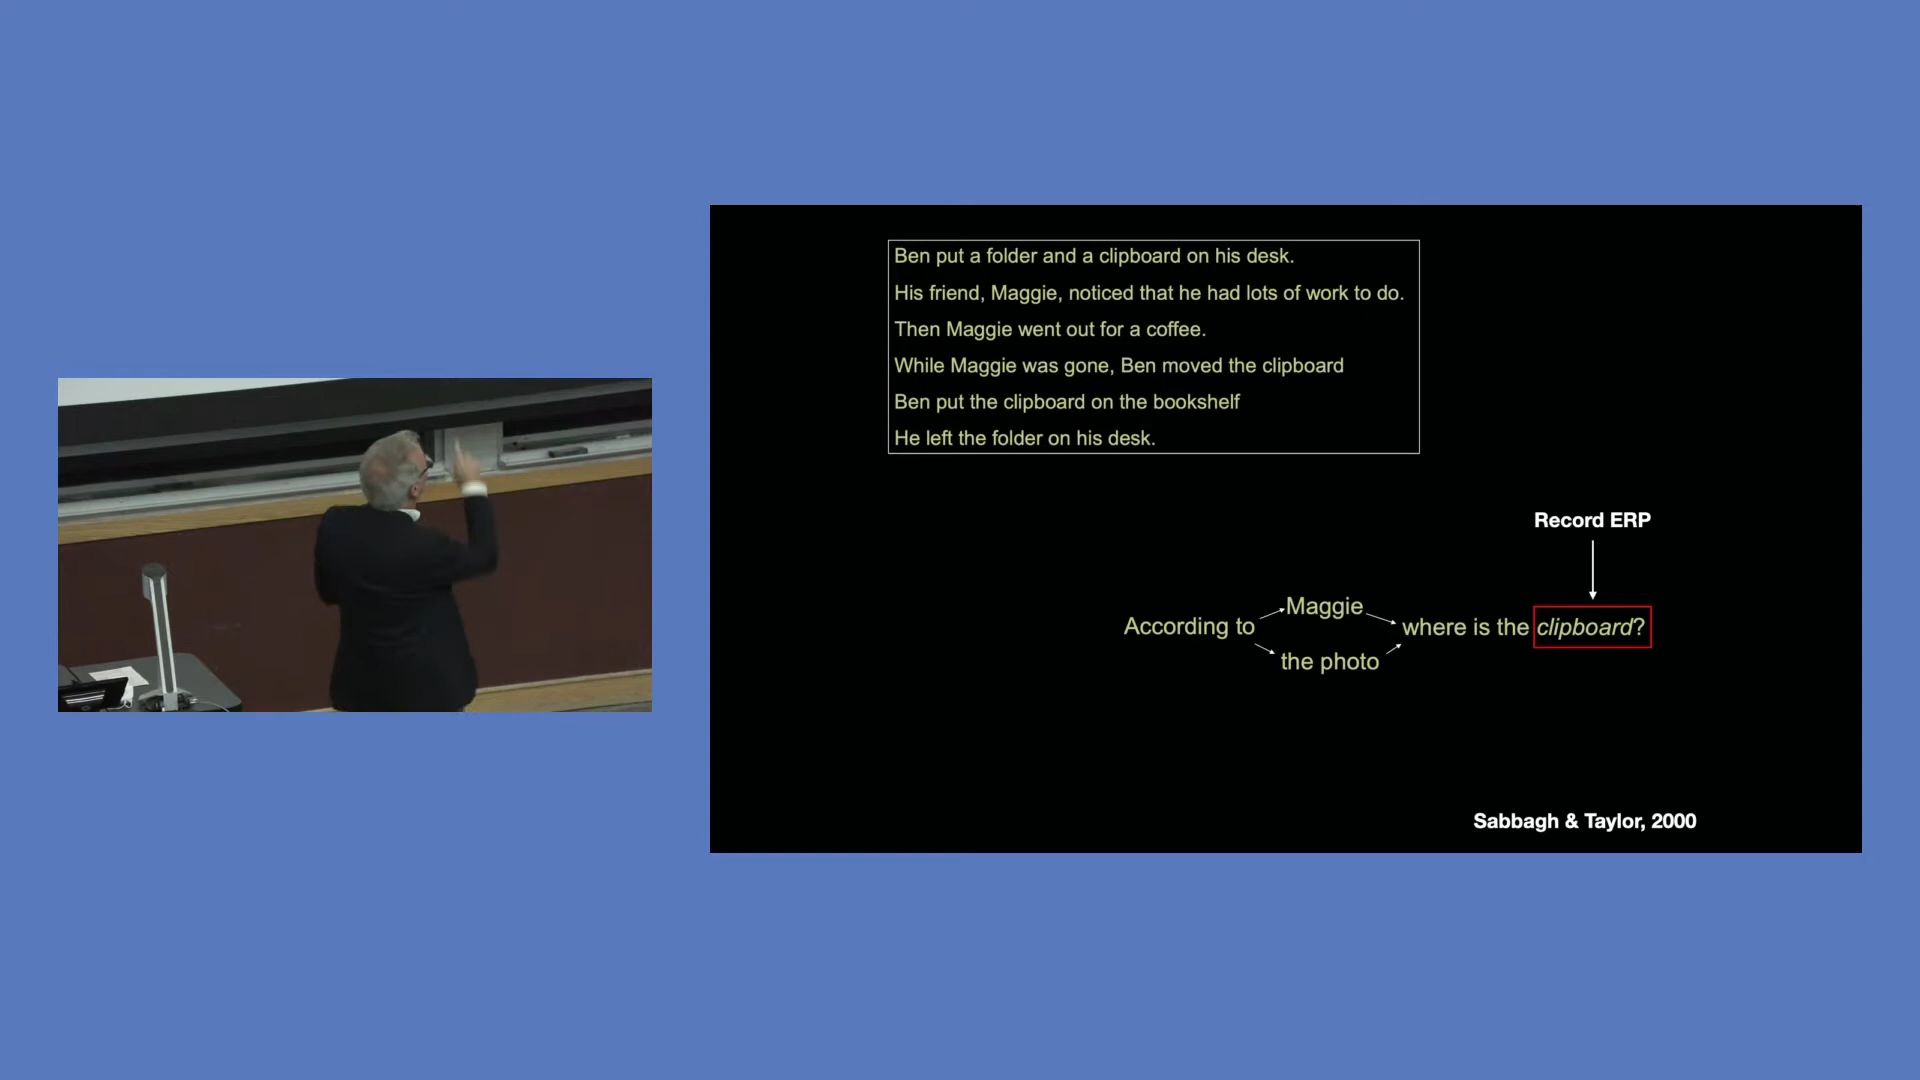 Ben put a folder and a clipboard on his desk.
His friend, Maggie, noticed that he had lots of work to do.
Then Maggie went out for a coffee.
While Maggie was gone, Ben moved the clipboard
Ben put the clipboard on the bookshelf
He left the folder on his desk.
Record ERP
Maggie
According to
where is the clipboard?
the photo
Sabbagh & Taylor, 2000